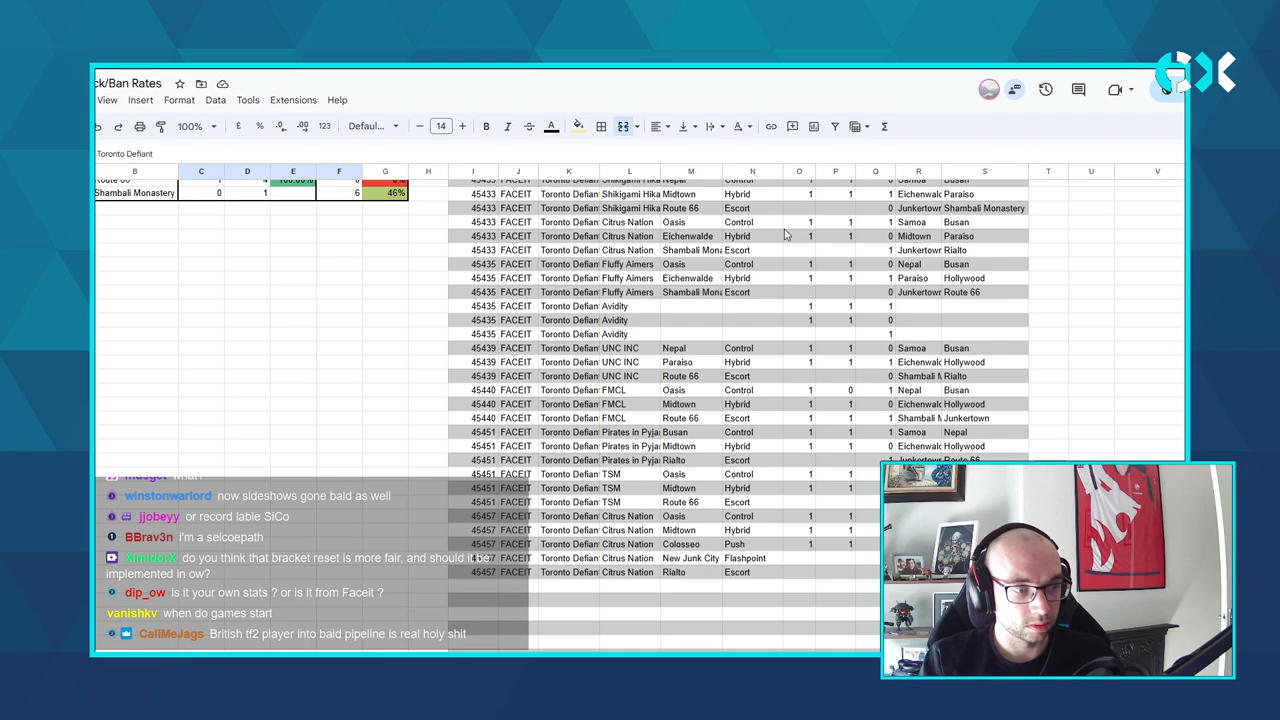 ck/Ban Rates
View Insert Format Data Tools Extensions Help
100% £ % .0 .00 123 Defaul... 14 B I A Σ
Toronto Defiant
B C D E F G H I J K L M N O P Q R S T U V
Shambali Monastery 0 1 6 46%
45433 FACEIT Toronto Defian Shikigami Hika Midtown Hybrid 1 1 1 Eichenwalc Paraiso
45433 FACEIT Toronto Defian Shikigami Hika Route 66 Escort 0 Junkertown Shambali Monastery
45433 FACEIT Toronto Defian Citrus Nation Oasis Control 1 1 1 Samoa Busan
45433 FACEIT Toronto Defian Citrus Nation Eichenwalde Hybrid 1 1 0 Midtown Paraiso
45433 FACEIT Toronto Defian Citrus Nation Shambali Mona Escort 1 Junkertown Rialto
45435 FACEIT Toronto Defian Fluffy Aimers Oasis Control 1 1 0 Nepal Busan
45435 FACEIT Toronto Defian Fluffy Aimers Eichenwalde Hybrid 1 1 1 Paraiso Hollywood
45435 FACEIT Toronto Defian Fluffy Aimers Shambali Mona Escort 0 Junkertown Route 66
45435 FACEIT Toronto Defian Avidity 1 1 1
45435 FACEIT Toronto Defian Avidity 1 1 0
45435 FACEIT Toronto Defian Avidity 1
45439 FACEIT Toronto Defian UNC INC Nepal Control 1 1 0 Samoa Busan
45439 FACEIT Toronto Defian UNC INC Paraiso Hybrid 1 1 1 Eichenwalc Hollywood
45439 FACEIT Toronto Defian UNC INC Route 66 Escort 0 Shambali M Rialto
45440 FACEIT Toronto Defian FMCL Oasis Control 1 0 1 Nepal Busan
45440 FACEIT Toronto Defian FMCL Midtown Hybrid 1 1 0 Eichenwalc Hollywood
45440 FACEIT Toronto Defian FMCL Route 66 Escort 1 Shambali M Junkertown
45451 FACEIT Toronto Defian Pirates in Pyja Busan Control 1 1 1 Samoa Nepal
45451 FACEIT Toronto Defian Pirates in Pyja Midtown Hybrid 1 1 0 Eichenwalc Hollywood
45451 FACEIT Toronto Defian Pirates in Pyja Rialto Escort
45451 FACEIT Toronto Defian TSM Oasis Control 1 1
45451 FACEIT Toronto Defian TSM Midtown Hybrid 1 1
45451 FACEIT Toronto Defian TSM Route 66 Escort
45457 FACEIT Toronto Defian Citrus Nation Oasis Control 1 1
45457 FACEIT Toronto Defian Citrus Nation Midtown Hybrid 1 1
45457 FACEIT Toronto Defian Citrus Nation Colosseo Push 1 1
FACEIT Toronto Defian Citrus Nation New Junk City Flashpoint
45457 FACEIT Toronto Defian Citrus Nation Rialto Escort
winstonwarlord now sideshows gone bald as well
jjobeyy or record lable SiCo
BBrav3n i'm a seicoepath
do you think that bracket reset is more fair, and should it be
implemented in ow?
dip_ow is it your own stats ? or is it from Faceit ?
vanishkv when do games start
CallMeJags British tf2 player into bald pipeline is real holy shit